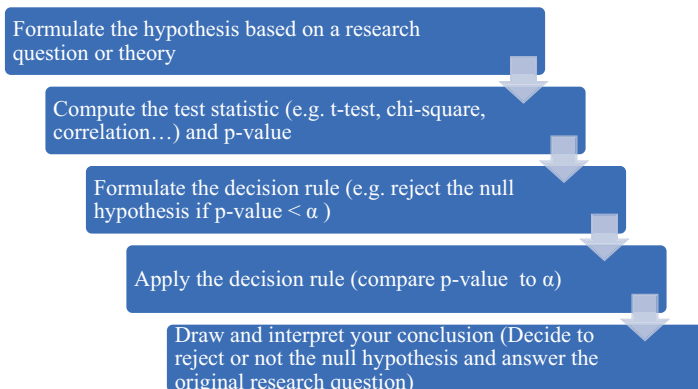 Formulate the hypothesis based on a research
question or theory
Compute the test statistic (e.g. t-test, chi-square,
correlation…) and p-value
Formulate the decision rule (e.g. reject the null
hypothesis if p-value < α )
Apply the decision rule (compare p-value to α)
Draw and interpret your conclusion (Decide to
reject or not the null hypothesis and answer the
original research question)